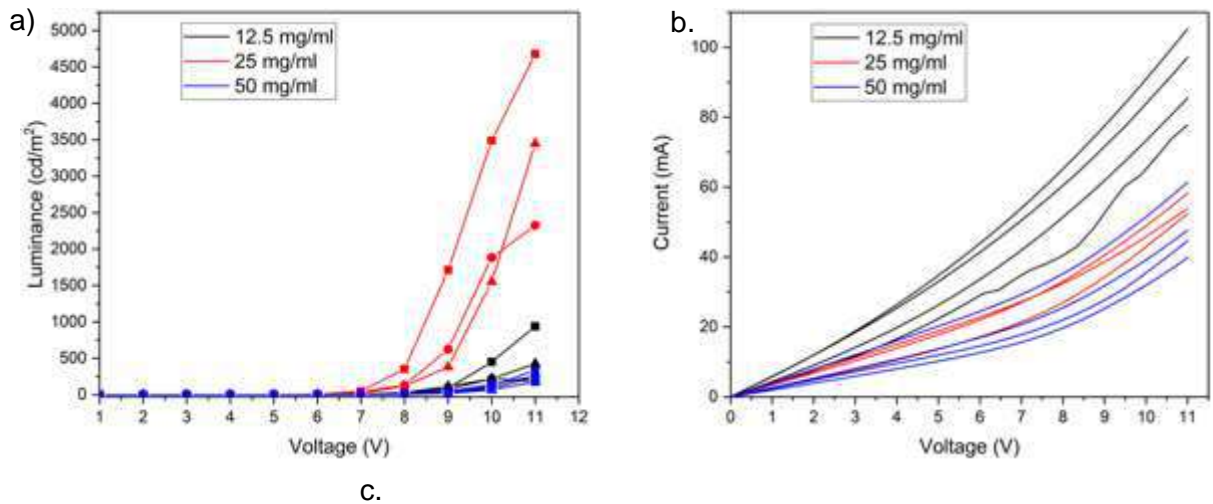 a)
5000
4500
4000
3500
3000
2500
2000
1500
1000
500
0
Luminance (cd/m²)
12.5 mg/ml
25 mg/ml
50 mg/ml
1 2 3 4 5 6 7 8 9 10 11 12
Voltage (V)
b.
100
80
60
40
20
0
Current (mA)
12.5 mg/ml
25 mg/ml
50 mg/ml
0 1 2 3 4 5 6 7 8 9 10 11
Voltage (V)
c.